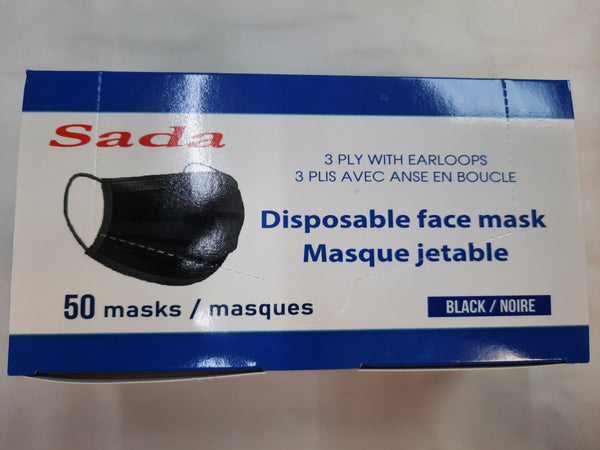 Sada
3 PLY WITH EARLOOPS
3 PLIS AVEC ANSE EN BOUCLE
Disposable face mask
Masque jetable
50 masks / masques
BLACK / NOIRE